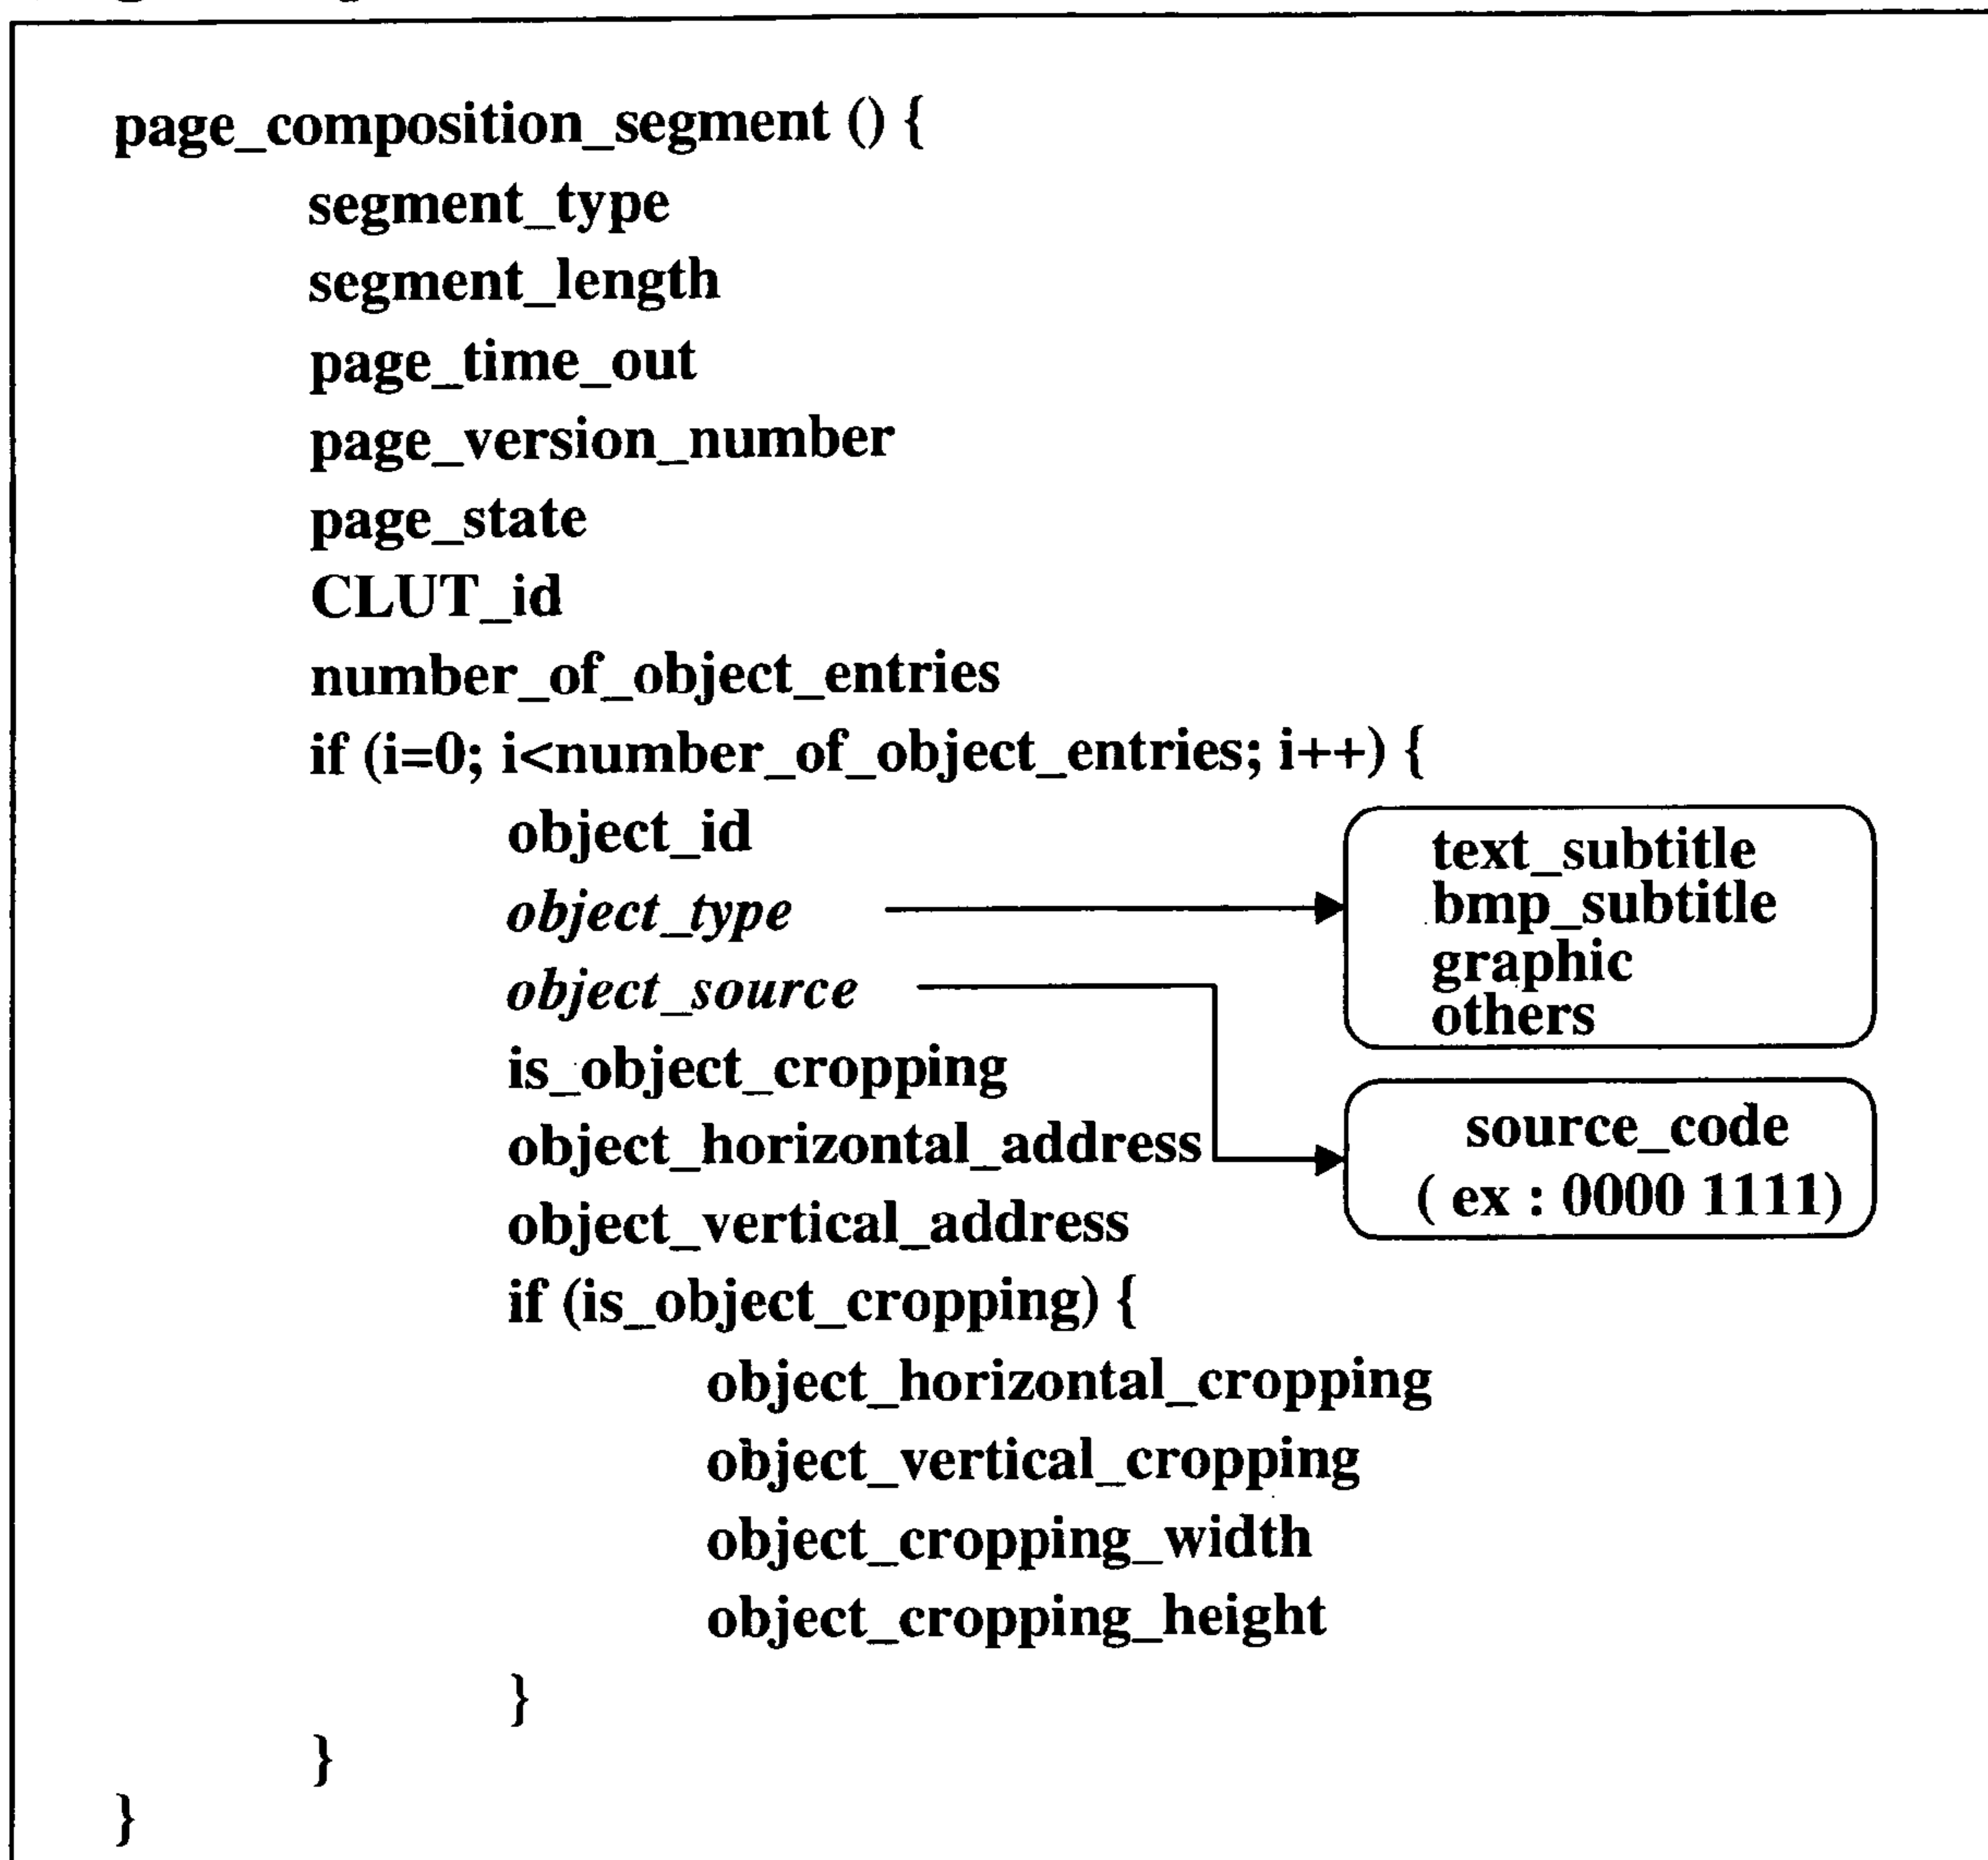 page_composition_segment () {
segment_type
segment_length
page_time_out
page_version_number
page_state
CLUT_id
number_of_object_entries
if (i=0; i<number_of_object_entries; i++) {
object_id
object_type
object_source
is_object_cropping
object_horizontal_address
object_vertical_address
if (is_object_cropping) {
object_horizontal_cropping
object_vertical_cropping
object_cropping_width
object_cropping_height
}
}
}
text_subtitle
bmp_subtitle
graphic
others
source_code
( ex : 0000 1111)